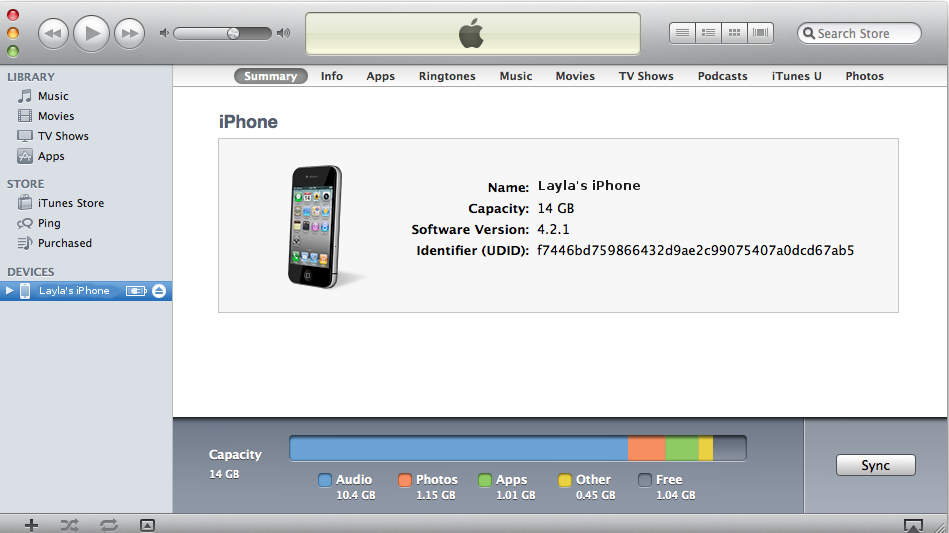 Search Store
LIBRARY
Music
Movies
TV Shows
Apps
STORE
iTunes Store
Ping
Purchased
DEVICES
Layla's iPhone
Summary Info Apps Ringtones Music Movies TV Shows Podcasts iTunes U Photos
iPhone
Name: Layla's iPhone
Capacity: 14 GB
Software Version: 4.2.1
Identifier (UDID): f7446bd759866432d9ae2c99075407a0dcd67ab5
Capacity
14 GB
Audio Photos Apps Other Free
10.4 GB 1.15 GB 1.01 GB 0.45 GB 1.04 GB
Sync